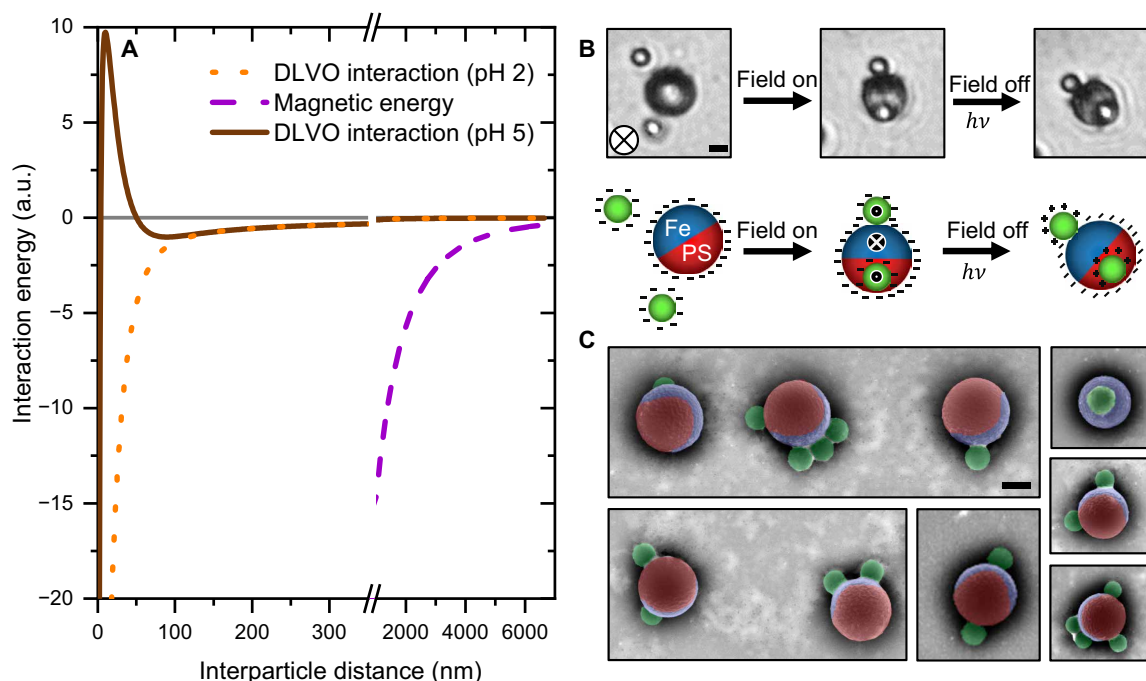 A
DLVO interaction (pH 2)
Magnetic energy
DLVO interaction (pH 5)
Interaction energy (a.u.)
10
5
0
−5
−10
−15
−20
0 100 200 300 2000 4000 6000
Interparticle distance (nm)
B
Field on
Field off
hν
Fe
PS
Field on
Field off
hν
C